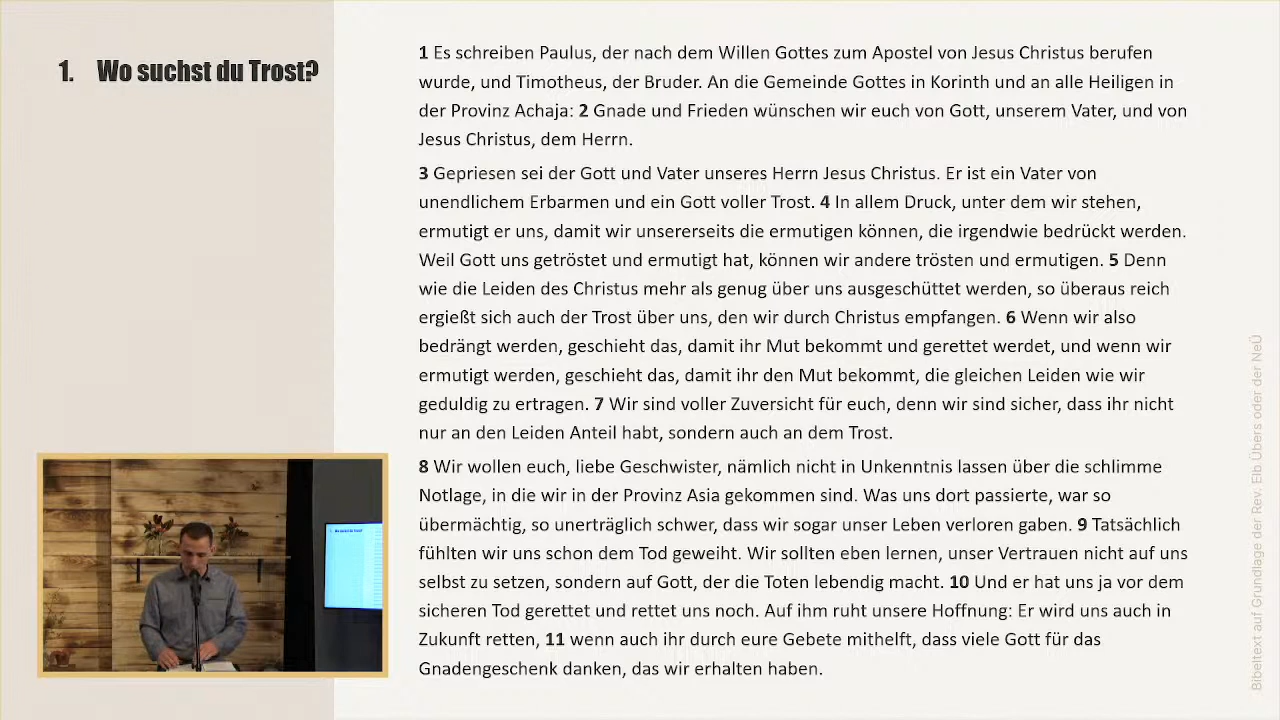 1. Wo suchst du Trost?
1 Es schreiben Paulus, der nach dem Willen Gottes zum Apostel von Jesus Christus berufen
wurde, und Timotheus, der Bruder. An die Gemeinde Gottes in Korinth und an alle Heiligen in
der Provinz Achaja: 2 Gnade und Frieden wünschen wir euch von Gott, unserem Vater, und von
Jesus Christus, dem Herrn.
3 Gepriesen sei der Gott und Vater unseres Herrn Jesus Christus. Er ist ein Vater von
unendlichem Erbarmen und ein Gott voller Trost. 4 In allem Druck, unter dem wir stehen,
ermutigt er uns, damit wir unsererseits die ermutigen können, die irgendwie bedrückt werden.
Weil Gott uns getröstet und ermutigt hat, können wir andere trösten und ermutigen. 5 Denn
wie die Leiden des Christus mehr als genug über uns ausgeschüttet werden, so überaus reich
ergießt sich auch der Trost über uns, den wir durch Christus empfangen. 6 Wenn wir also
bedrängt werden, geschieht das, damit ihr Mut bekommt und gerettet werdet, und wenn wir
ermutigt werden, geschieht das, damit ihr den Mut bekommt, die gleichen Leiden wie wir
geduldig zu ertragen. 7 Wir sind voller Zuversicht für euch, denn wir sind sicher, dass ihr nicht
nur an den Leiden Anteil habt, sondern auch an dem Trost.
8 Wir wollen euch, liebe Geschwister, nämlich nicht in Unkenntnis lassen über die schlimme
Notlage, in die wir in der Provinz Asia gekommen sind. Was uns dort passierte, war so
übermächtig, so unerträglich schwer, dass wir sogar unser Leben verloren gaben. 9 Tatsächlich
fühlten wir uns schon dem Tod geweiht. Wir sollten eben lernen, unser Vertrauen nicht auf uns
selbst zu setzen, sondern auf Gott, der die Toten lebendig macht. 10 Und er hat uns ja vor dem
sicheren Tod gerettet und rettet uns noch. Auf ihm ruht unsere Hoffnung: Er wird uns auch in
Zukunft retten, 11 wenn auch ihr durch eure Gebete mithelft, dass viele Gott für das
Gnadengeschenk danken, das wir erhalten haben.
Bibeltext auf Grundlage der Rev. Elb Übers oder der NeÜ